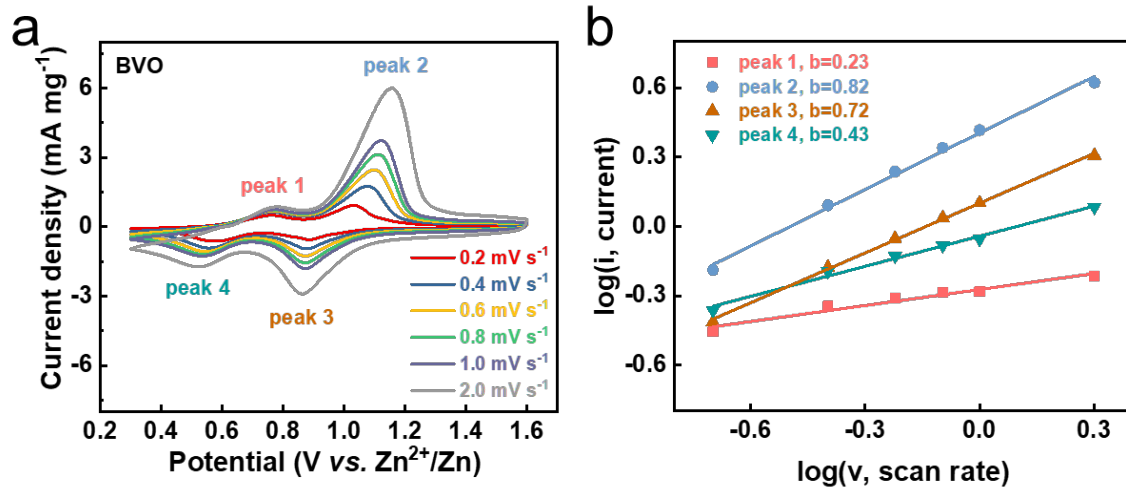 a
BVO
peak 2
peak 1
peak 4
peak 3
0.2 mV s⁻¹
0.4 mV s⁻¹
0.6 mV s⁻¹
0.8 mV s⁻¹
1.0 mV s⁻¹
2.0 mV s⁻¹
6
3
0
-3
-6
0.2 0.4 0.6 0.8 1.0 1.2 1.4 1.6
Current density (mA mg⁻¹)
Potential (V vs. Zn²⁺/Zn)
b
peak 1, b=0.23
peak 2, b=0.82
peak 3, b=0.72
peak 4, b=0.43
0.6
0.3
0.0
-0.3
-0.6
-0.6 -0.3 0.0 0.3
log(i, current)
log(v, scan rate)